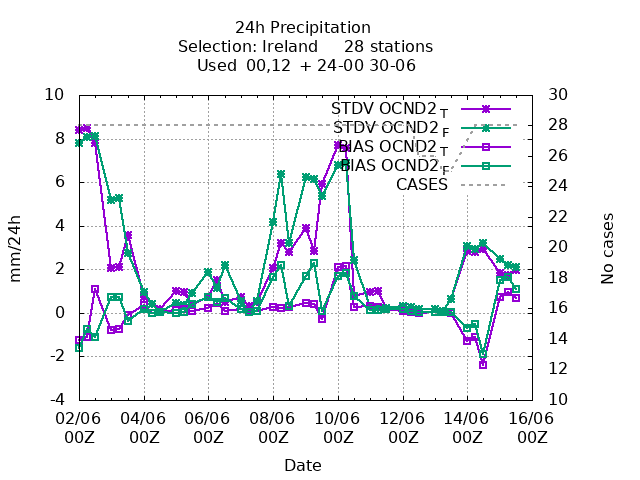 24h Precipitation
Selection: Ireland 28 stations
Used 00,12 + 24-00 30-06
10
8
6
4
2
0
-2
-4
mm/24h
30
28
26
24
22
20
18
16
14
12
10
No cases
STDV OCND2 T
STDV OCND2 F
BIAS OCND2 T
BIAS OCND2 F
CASES
02/06 04/06 06/06 08/06 10/06 12/06 14/06 16/06
00Z 00Z 00Z 00Z 00Z 00Z 00Z 00Z
Date